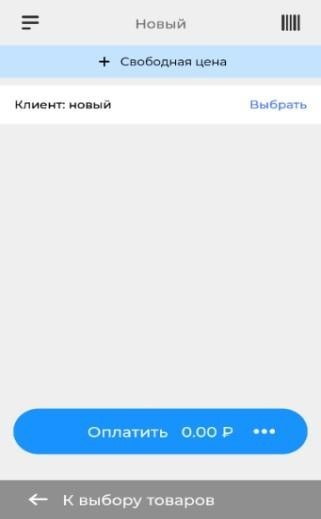 Новый
+ Свободная цена
Клиент: новый Выбрать
Оплатить 0.00 ₽ •••
← К выбору товаров